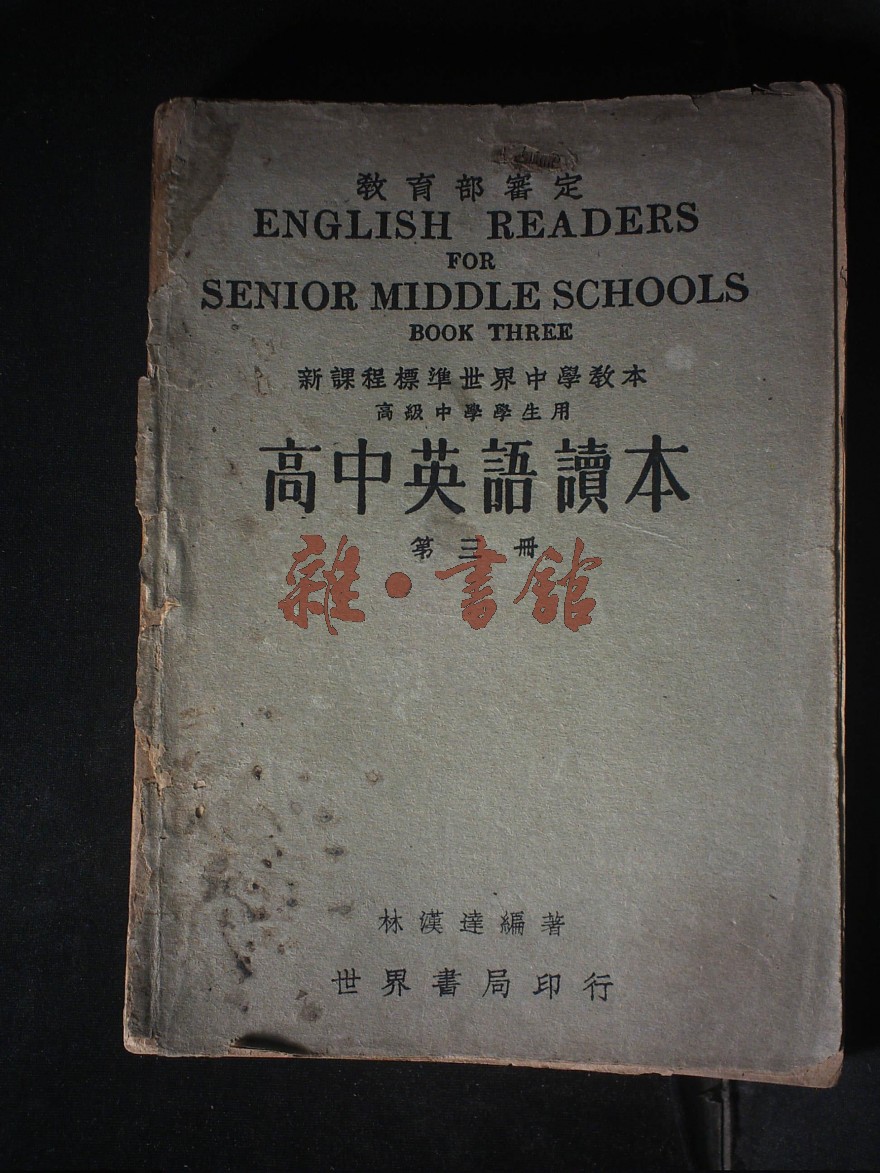 教育部審定
ENGLISH READERS
FOR
SENIOR MIDDLE SCHOOLS
BOOK THREE
新課程標準世界中學教本
高級中學學生用
高中英語讀本
第三冊
雜·書館
林漢達編著
世界書局印行